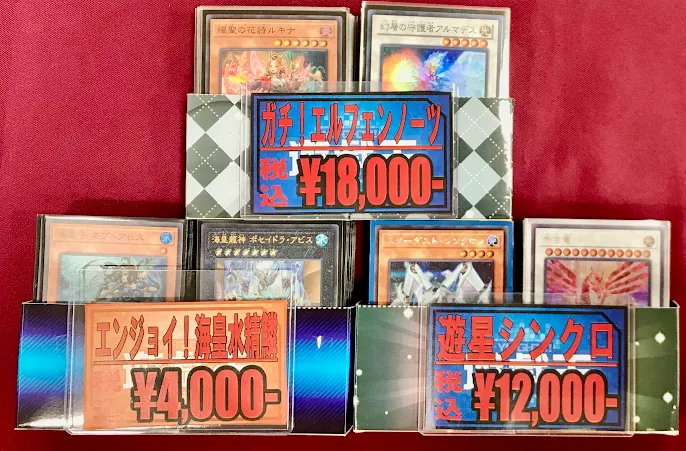 耀聖の花詩ルキナ
幻層の守護者アルマデス
ガチ！エルフェンノーツ
税込
¥18,000-
海皇龍神 ポセイドラ・アビス
エンジョイ！海皇水精鱗
¥4,000-
遊星シンクロ
税込
¥12,000-